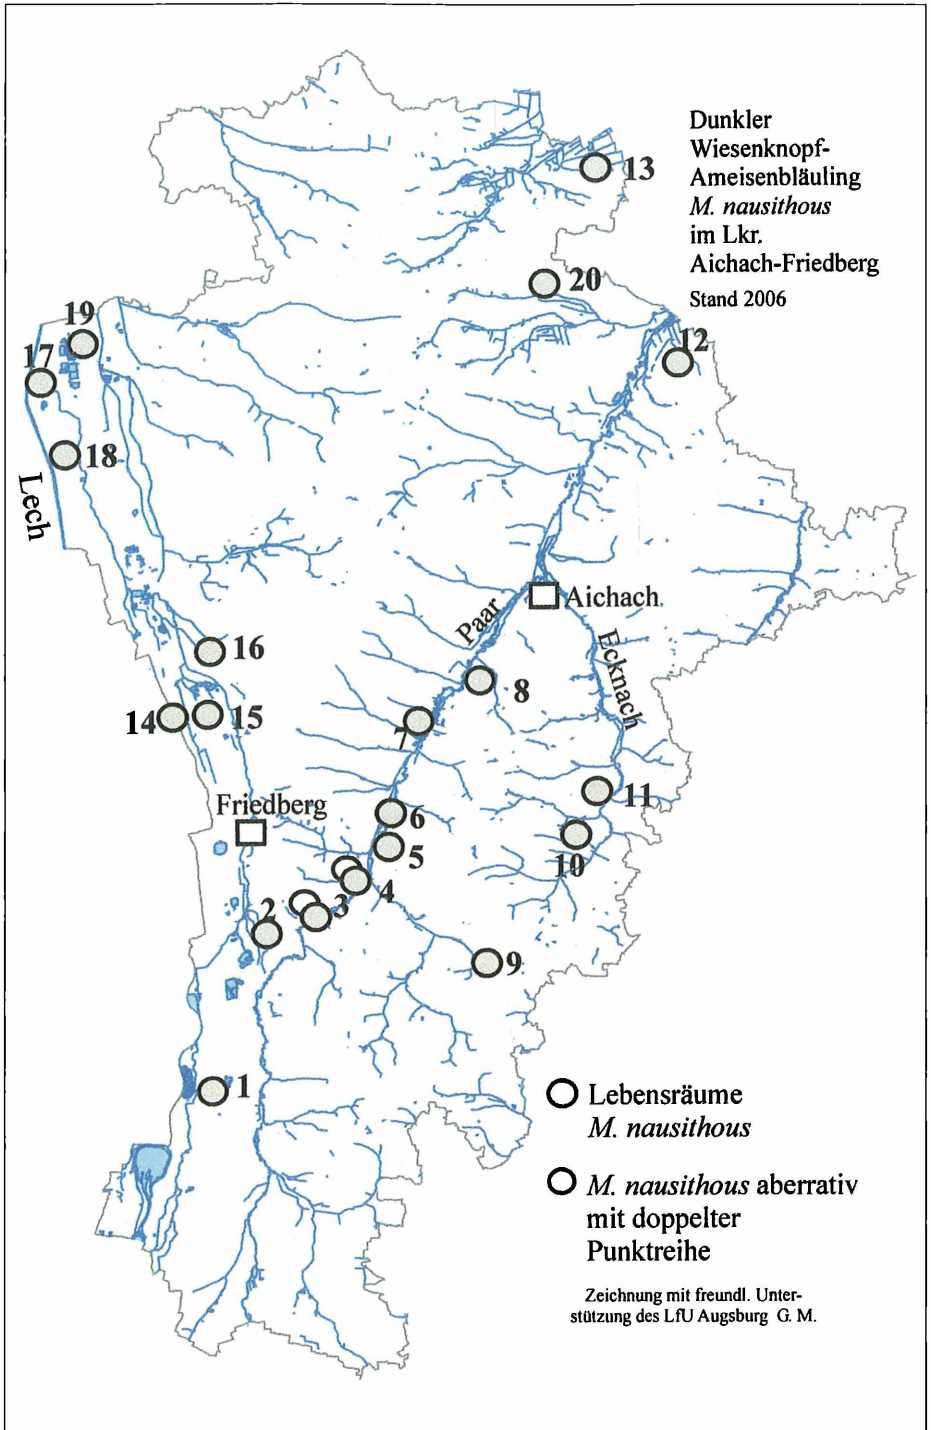 Dunkler
Wiesenknopf-
Ameisenbläuling
M. nausithous
im Lkr.
Aichach-Friedberg
Stand 2006
13
20
19
12
17
18
Lech
Aichach
Paar
Ecknach
16
8
14
15
7
Friedberg
11
6
5
10
4
3
2
9
1
Lebensräume
M. nausithous
M. nausithous aberrativ
mit doppelter
Punktreihe
Zeichnung mit freundl. Unter-
stützung des LfU Augsburg G. M.